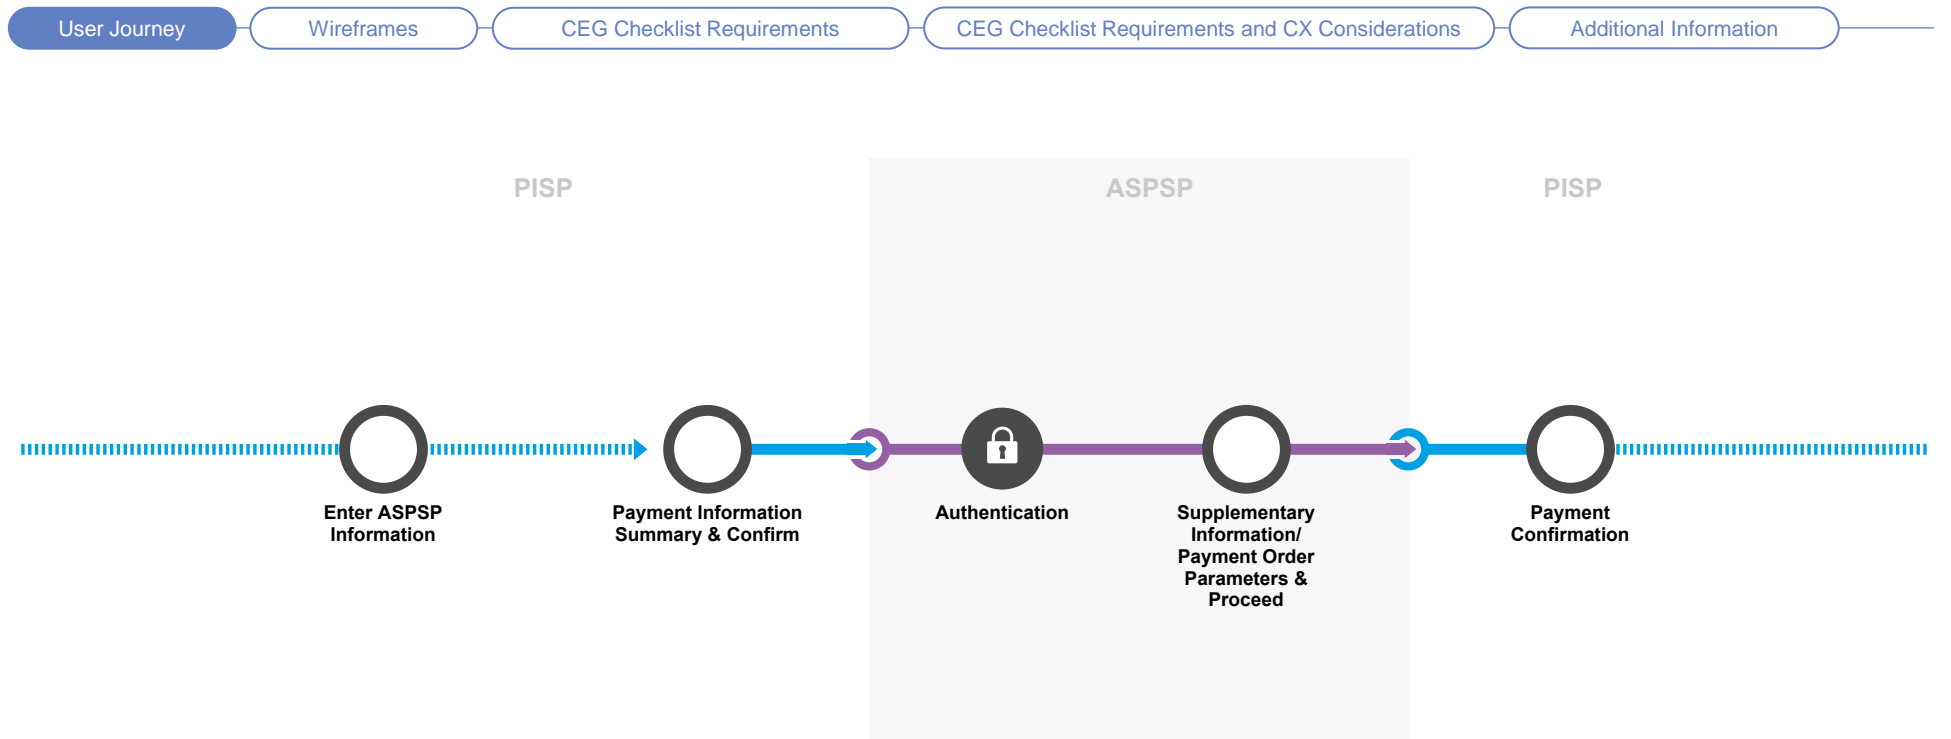 User Journey
Wireframes
CEG Checklist Requirements
CEG Checklist Requirements and CX Considerations
Additional Information
PISP
ASPSP
PISP
Enter ASPSP
Information
Payment Information
Summary & Confirm
Authentication
Supplementary
Information/
Payment Order
Parameters &
Proceed
Payment
Confirmation